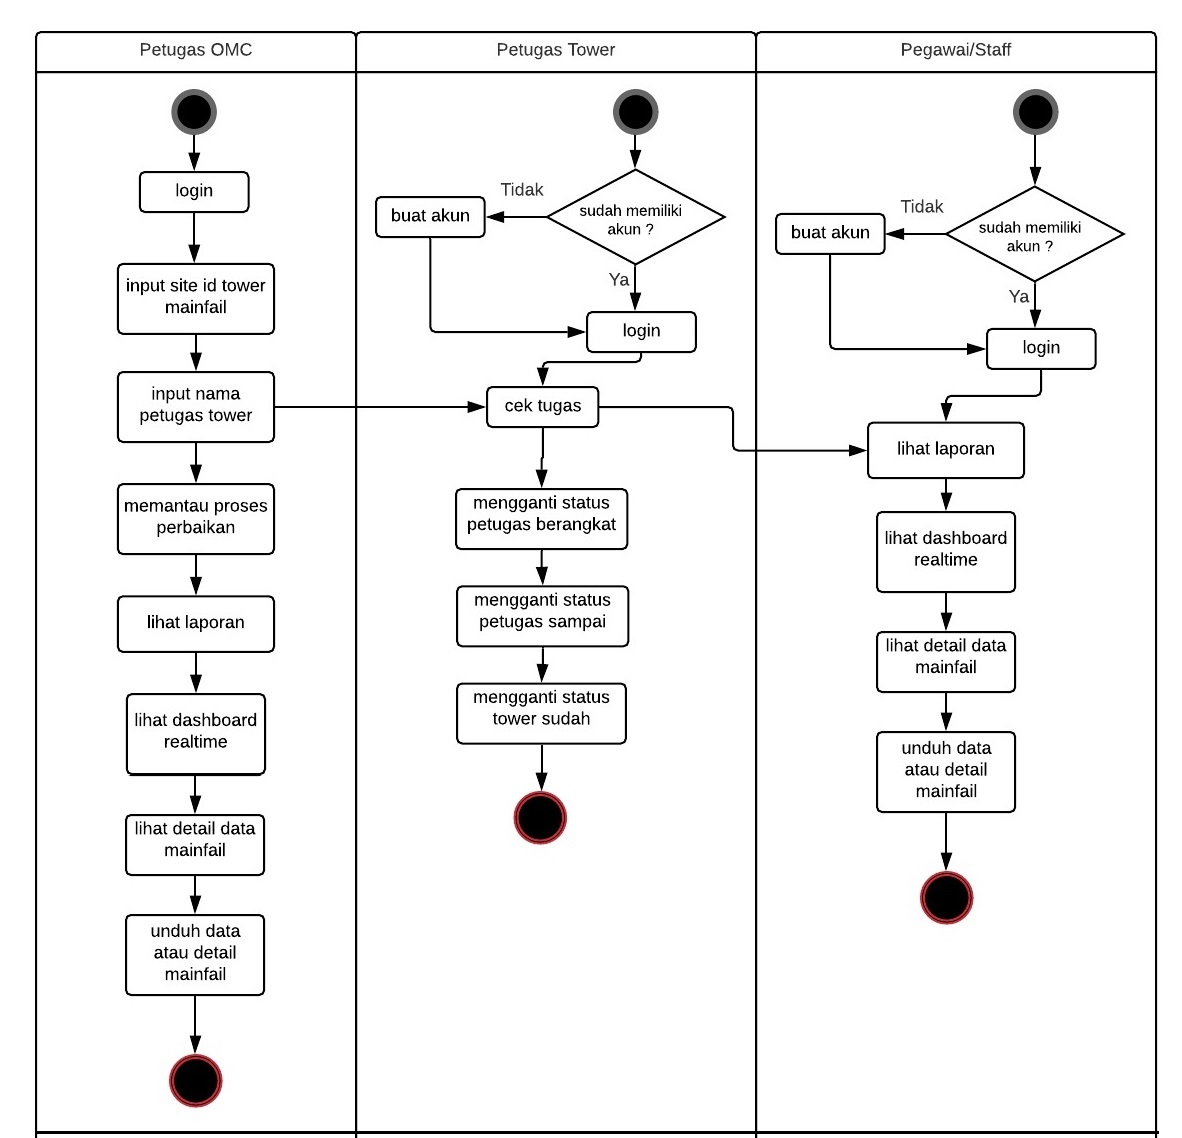 Petugas OMC
Petugas Tower
Pegawai/Staff
login
input site id tower
mainfail
input nama
petugas tower
memantau proses
perbaikan
lihat laporan
lihat dashboard
realtime
lihat detail data
mainfail
unduh data
atau detail
mainfail
sudah memiliki
akun ?
Tidak
buat akun
Ya
login
cek tugas
mengganti status
petugas berangkat
mengganti status
petugas sampai
mengganti status
tower sudah
sudah memiliki
akun ?
Tidak
buat akun
Ya
login
lihat laporan
lihat dashboard
realtime
lihat detail data
mainfail
unduh data
atau detail
mainfail